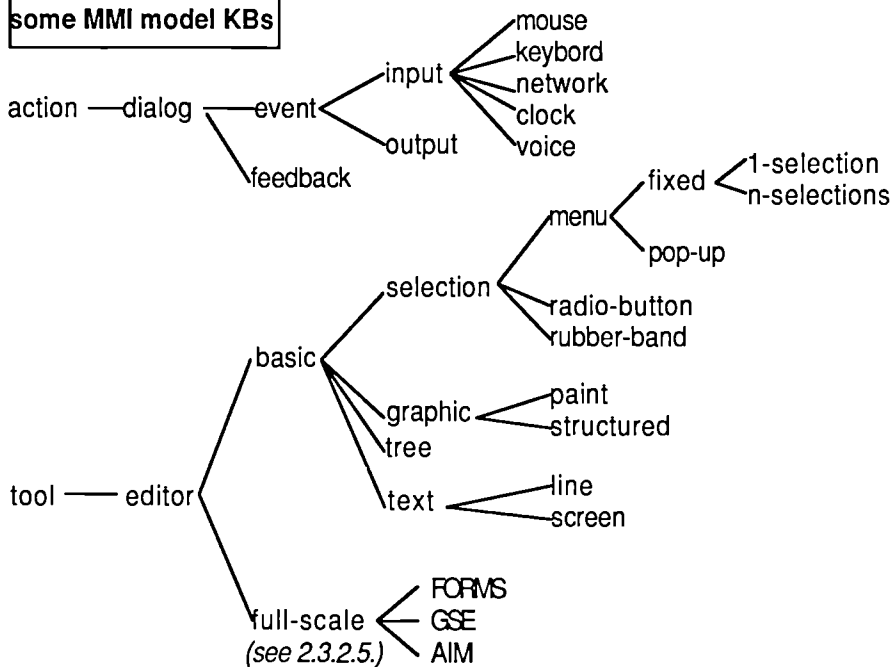 some MMI model KBs
mouse
keybord
input
network
action
dialog
event
clock
output
voice
feedback
1-selection
fixed
n-selections
menu
pop-up
selection
radio-button
rubber-band
basic
paint
graphic
structured
tree
line
tool
editor
text
screen
FORMS
full-scale
GSE
(see 2.3.2.5.)
AIM